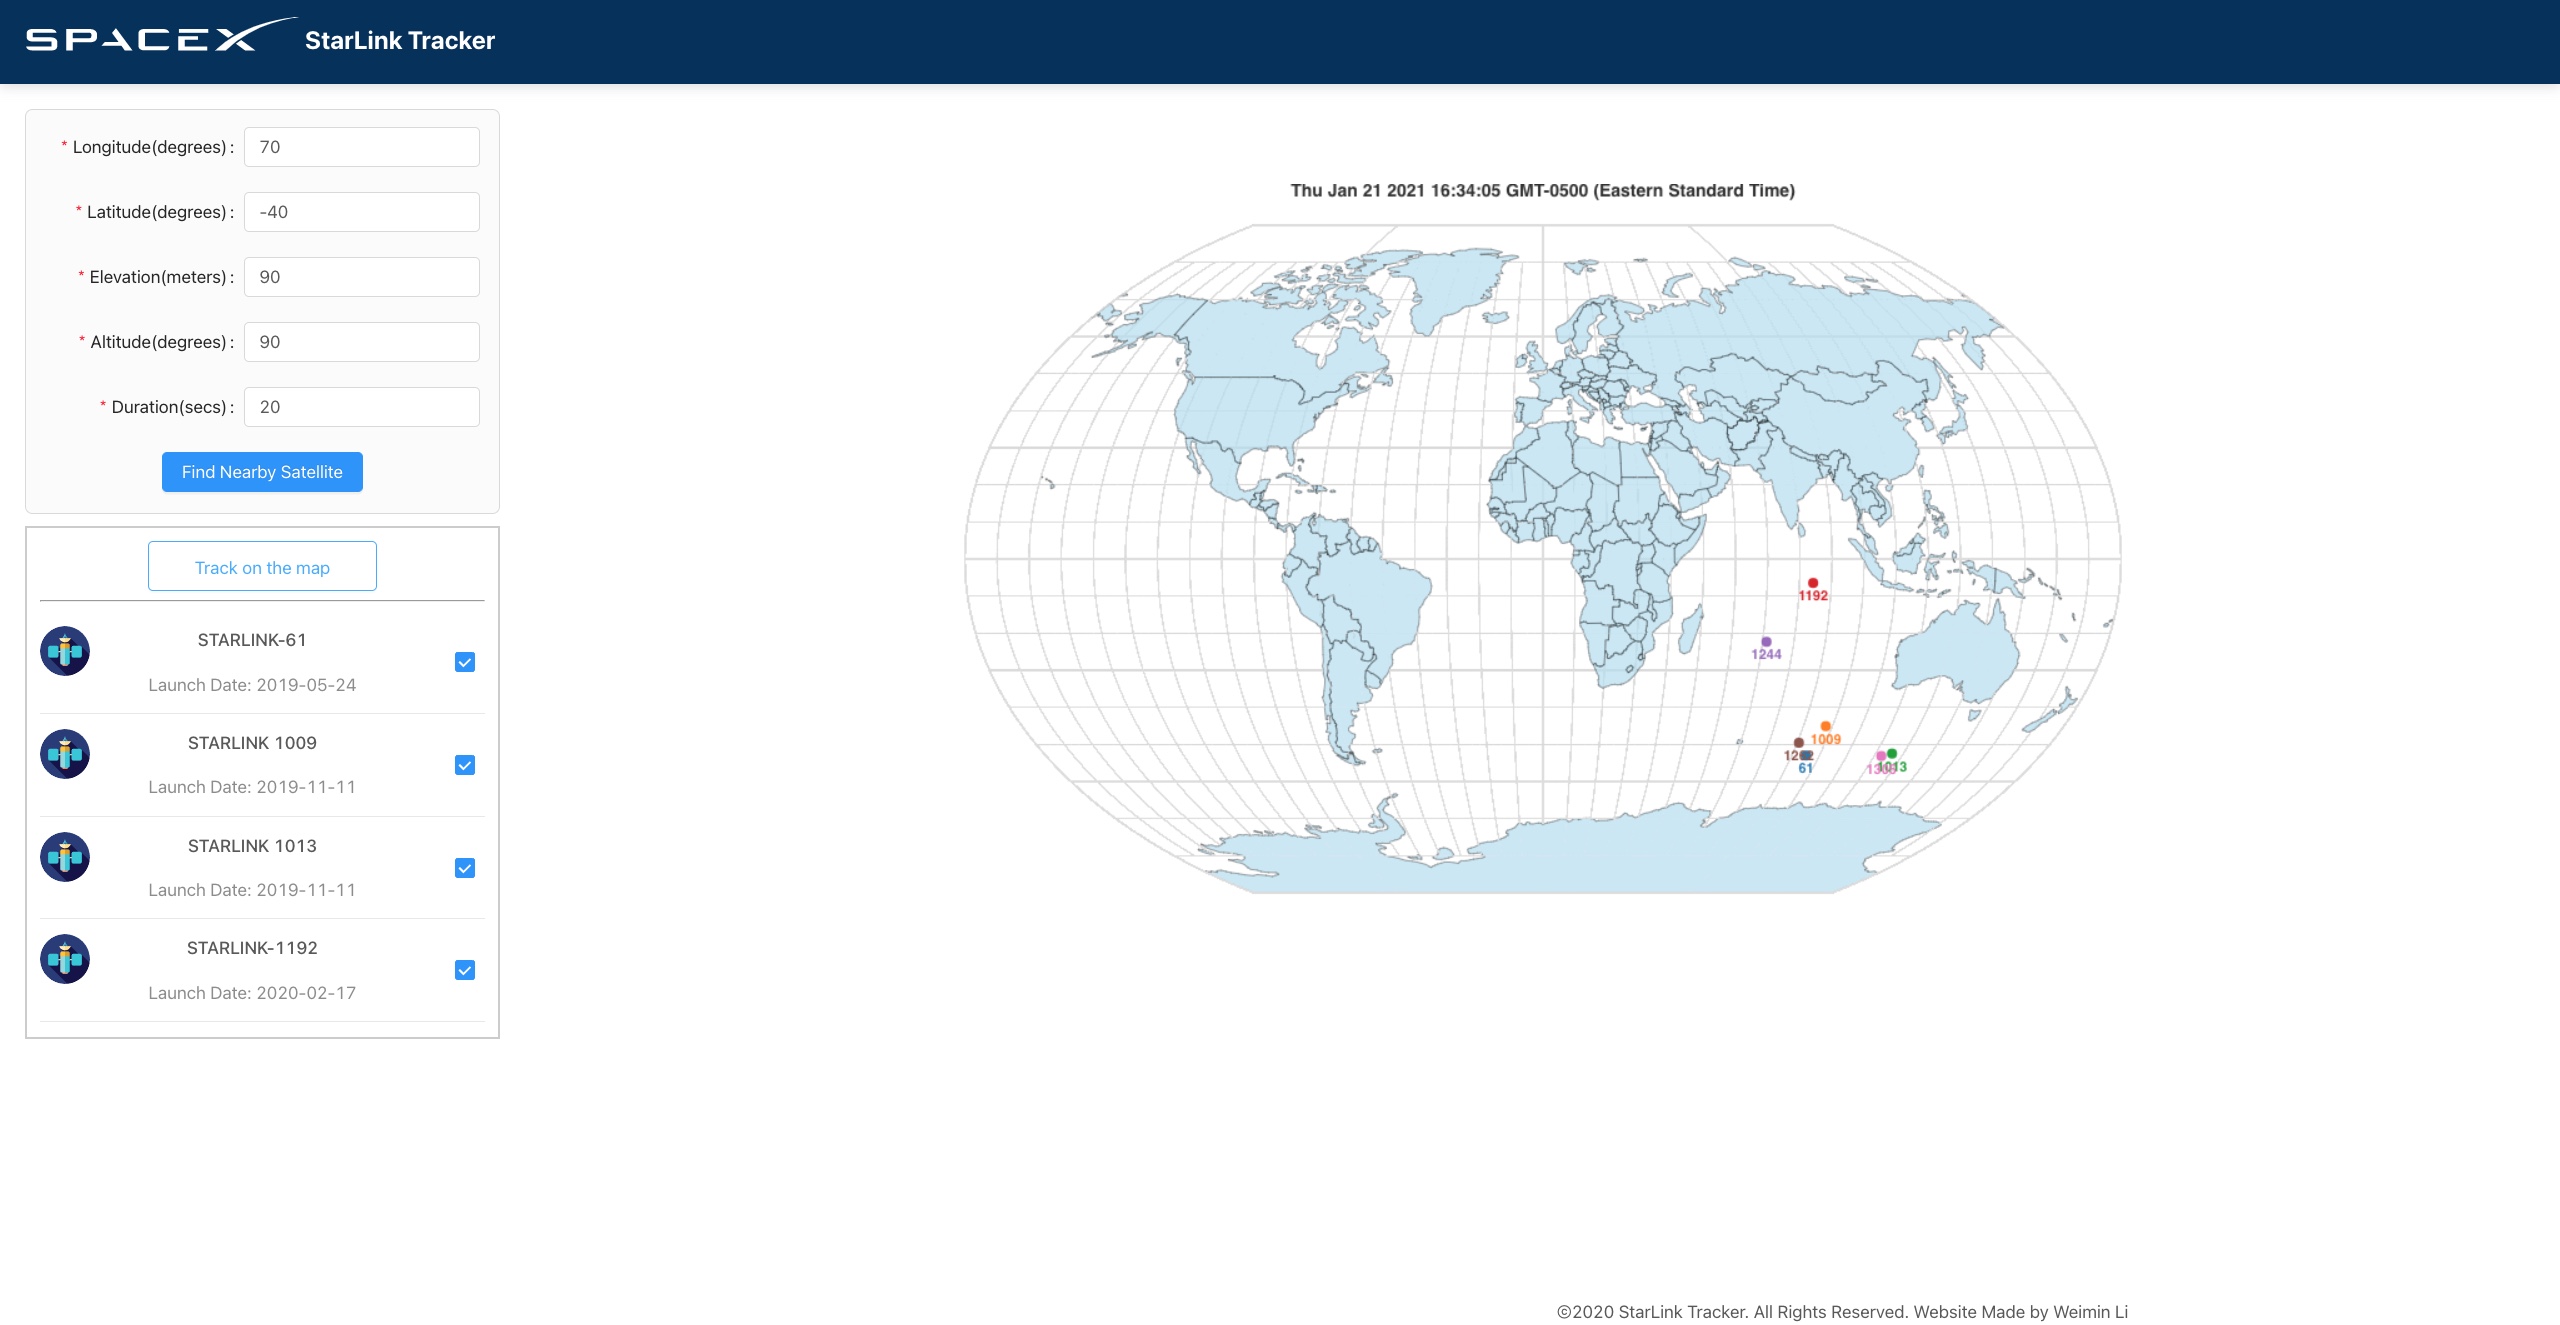 SPACEX StarLink Tracker
* Longitude(degrees) : 70
* Latitude(degrees) : -40
* Elevation(meters) : 90
* Altitude(degrees) : 90
* Duration(secs) : 20
Find Nearby Satellite
Track on the map
STARLINK-61
Launch Date: 2019-05-24
STARLINK 1009
Launch Date: 2019-11-11
STARLINK 1013
Launch Date: 2019-11-11
STARLINK-1192
Launch Date: 2020-02-17
Thu Jan 21 2021 16:34:05 GMT-0500 (Eastern Standard Time)
1192
1244
1009
61
1013
©2020 StarLink Tracker. All Rights Reserved. Website Made by Weimin Li